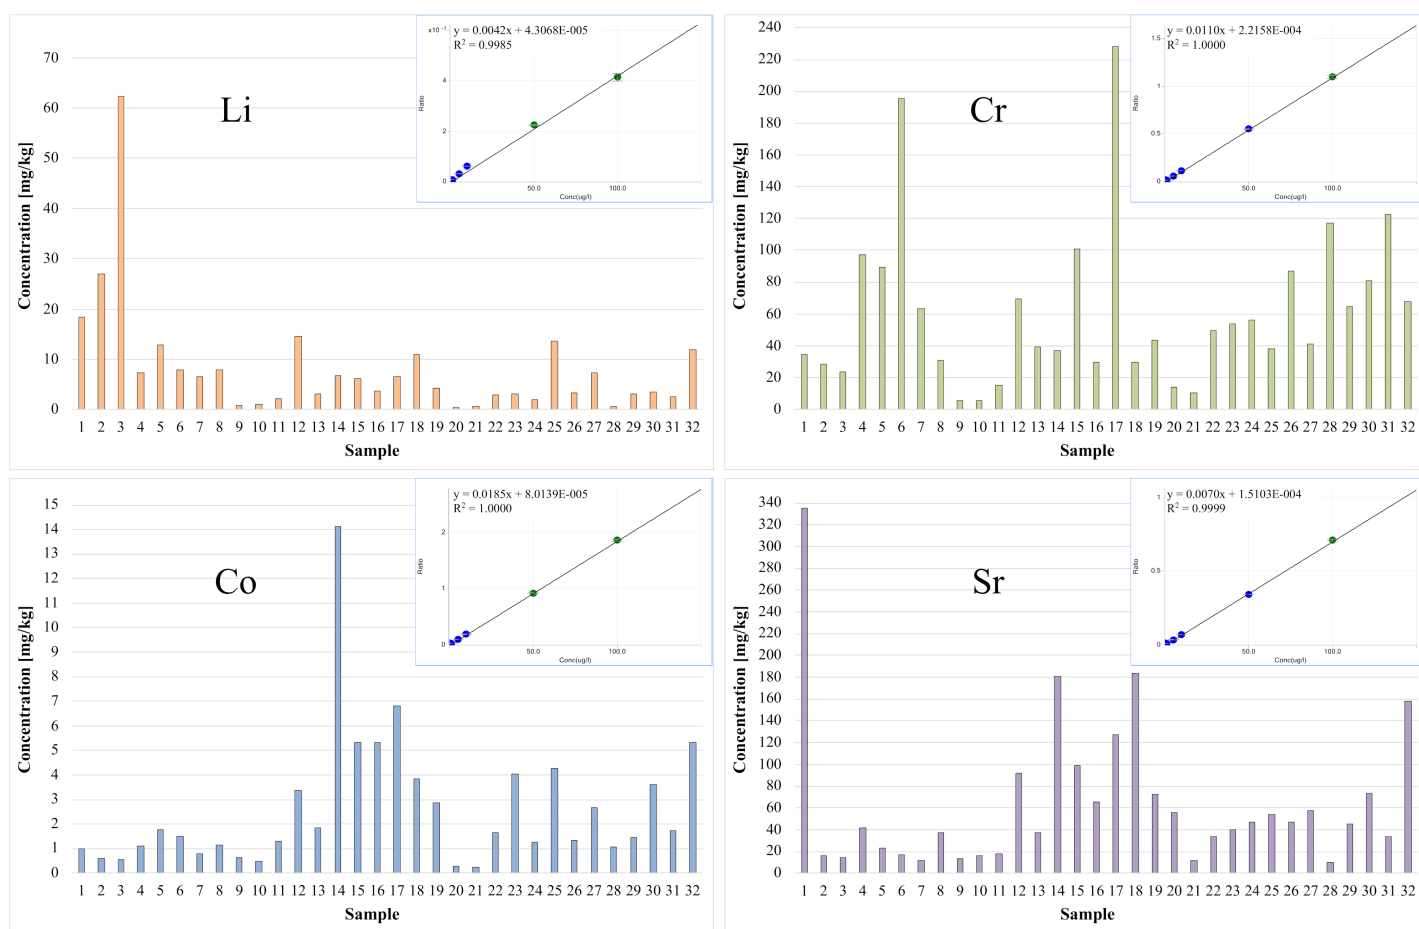 70
60
50
40
30
20
10
0
Concentration [mg/kg]
Li
1 2 3 4 5 6 7 8 9 10 11 12 13 14 15 16 17 18 19 20 21 22 23 24 25 26 27 28 29 30 31 32
Sample
y = 0.0042x + 4.3068E-005
R² = 0.9985
x10 ⁻¹
4
2
0
Ratio
50.0 100.0
Conc(ug/l)
240
220
200
180
160
140
120
100
80
60
40
20
0
Concentration [mg/kg]
Cr
1 2 3 4 5 6 7 8 9 10 11 12 13 14 15 16 17 18 19 20 21 22 23 24 25 26 27 28 29 30 31 32
Sample
y = 0.0110x + 2.2158E-004
R² = 1.0000
1.5
1
0.5
0
Ratio
50.0 100.0
Conc(ug/l)
15
14
13
12
11
10
9
8
7
6
5
4
3
2
1
0
Concentration [mg/kg]
Co
1 2 3 4 5 6 7 8 9 10 11 12 13 14 15 16 17 18 19 20 21 22 23 24 25 26 27 28 29 30 31 32
Sample
y = 0.0185x + 8.0139E-005
R² = 1.0000
2
1
0
Ratio
50.0 100.0
Conc(ug/l)
340
320
300
280
260
240
220
200
180
160
140
120
100
80
60
40
20
0
Concentration [mg/kg]
Sr
1 2 3 4 5 6 7 8 9 10 11 12 13 14 15 16 17 18 19 20 21 22 23 24 25 26 27 28 29 30 31 32
Sample
y = 0.0070x + 1.5103E-004
R² = 0.9999
1
0.5
0
Ratio
50.0 100.0
Conc(ug/l)